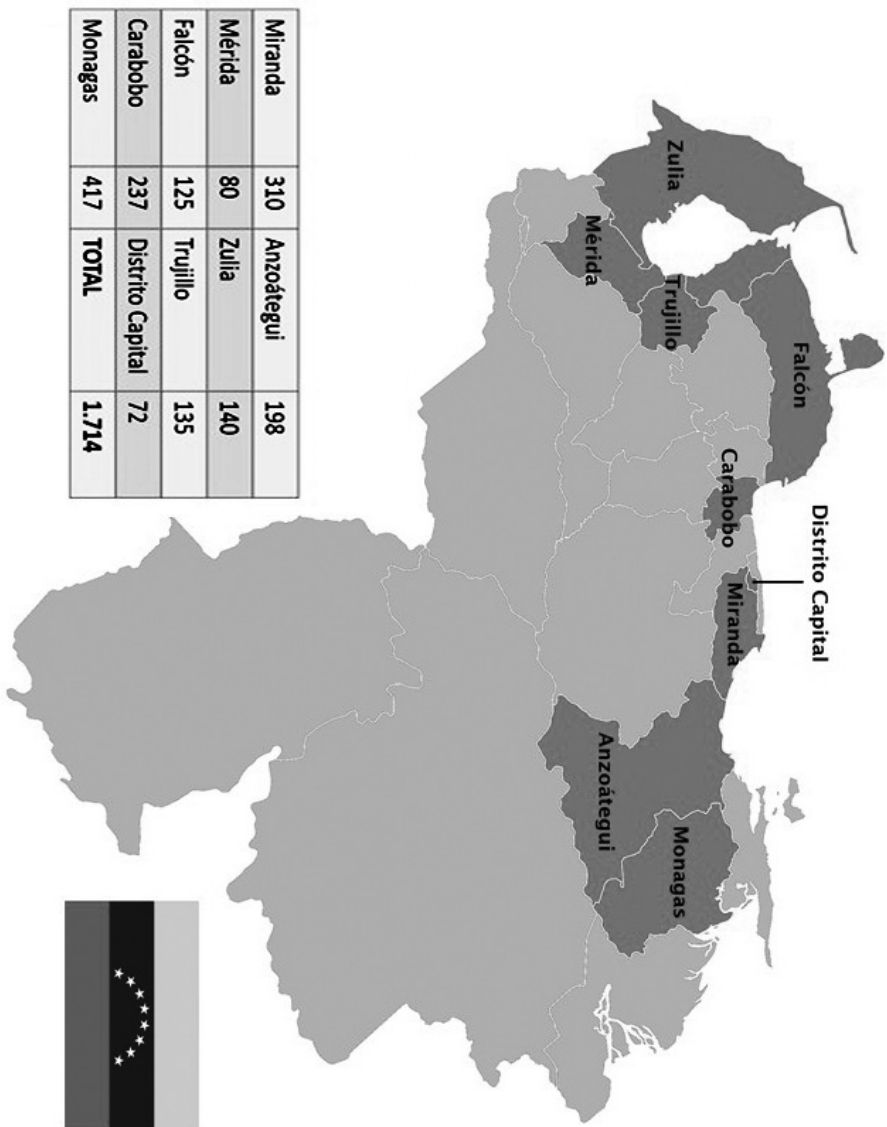 Distrito Capital
Zulia
Falcón
Mérida
Trujillo
Carabobo
Miranda
Anzoátegui
Monagas
Miranda 310 Anzoátegui 198
Mérida 80 Zulia 140
Falcón 125 Trujillo 135
Carabobo 237 Distrito Capital 72
Monagas 417 TOTAL 1.714